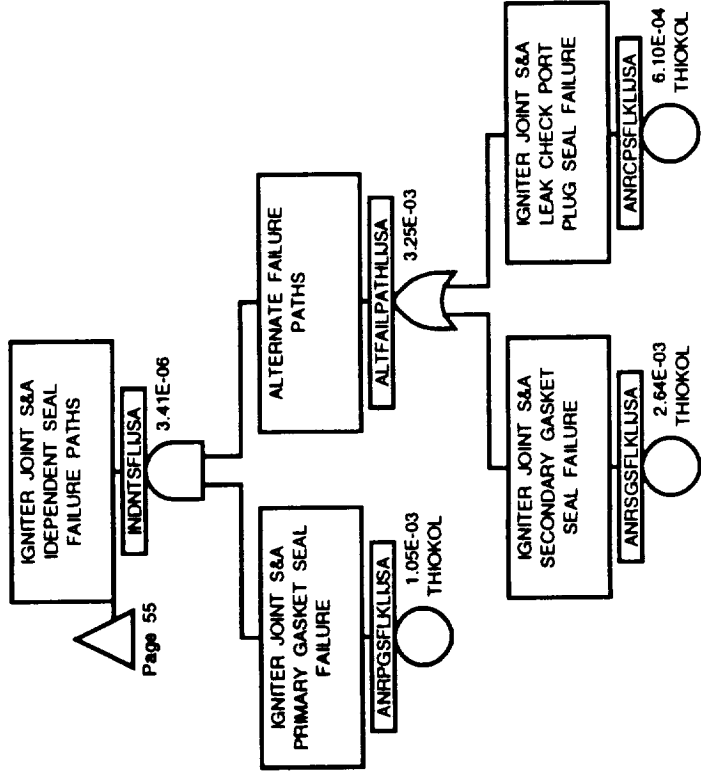 IGNITER JOINT S&A
IDEPENDENT SEAL
FAILURE PATHS
INDNTSFLIJSA
3.41E-06
Page 55
IGNITER JOINT S&A
PRIMARY GASKET SEAL
FAILURE
ANRPGSFLKLIJSA
1.05E-03
THIOKOL
ALTERNATE FAILURE
PATHS
ALTFAILPATHLIJSA
3.25E-03
IGNITER JOINT S&A
SECONDARY GASKET
SEAL FAILURE
ANRSGSFLKLIJSA
2.64E-03
THIOKOL
IGNITER JOINT S&A
LEAK CHECK PORT
PLUG SEAL FAILURE
ANRCPSFLKLIJSA
6.10E-04
THIOKOL